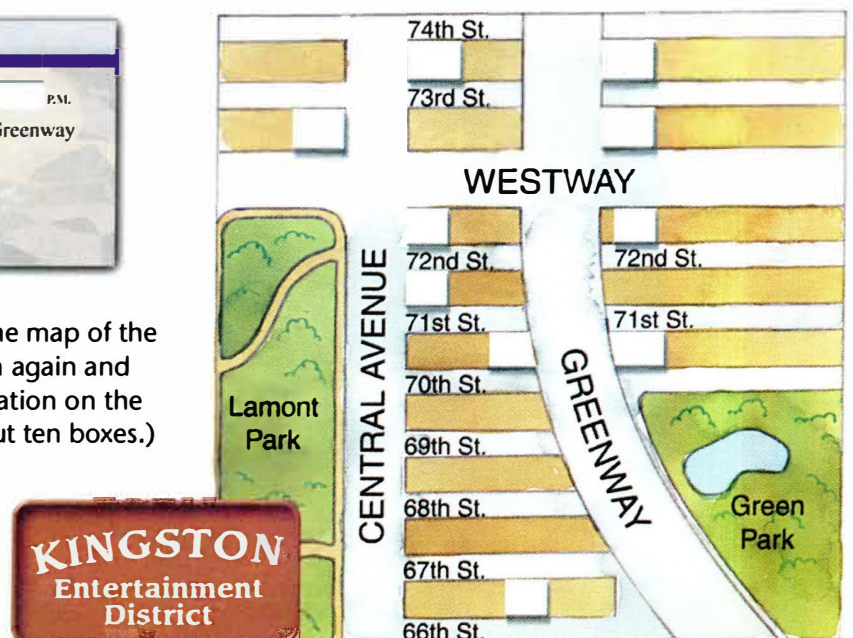 P.M.
Greenway
map of the
again and
ation on the
ten boxes.)
KINGSTON
Entertainment
District
74th St.
73rd St.
WESTWAY
72nd St.
72nd St.
71st St.
71st St.
70th St.
69th St.
68th St.
67th St.
66th St.
CENTRAL AVENUE
GREENWAY
Lamont
Park
Green
Park